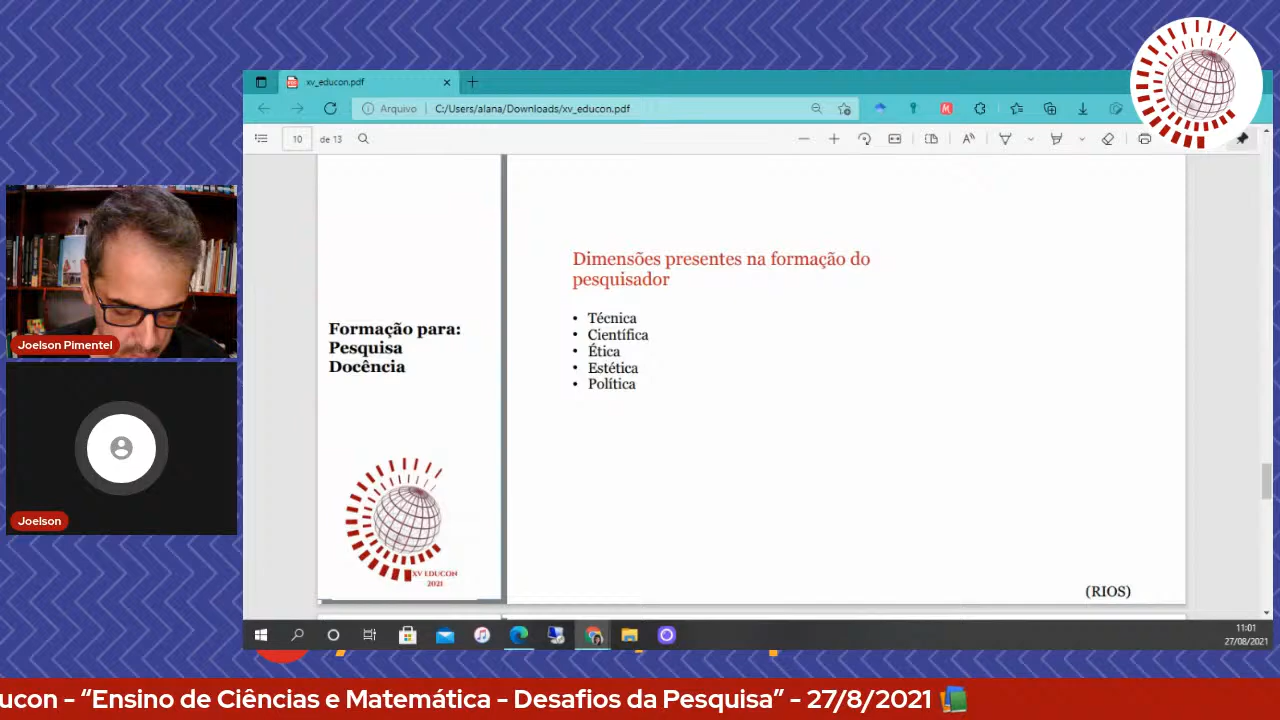 xv_educon.pdf
Arquivo
C:/Users/alana/Downloads/xv_educon.pdf
10
de 13
Dimensões presentes na formação do
pesquisador
• Técnica
• Científica
• Ética
• Estética
• Política
Formação para:
Pesquisa
Docência
XV EDUCON
2021
(RIOS)
Joelson Pimentel
Joelson
11:01
27/08/2021
ducon - “Ensino de Ciências e Matemática - Desafios da Pesquisa” - 27/8/2021